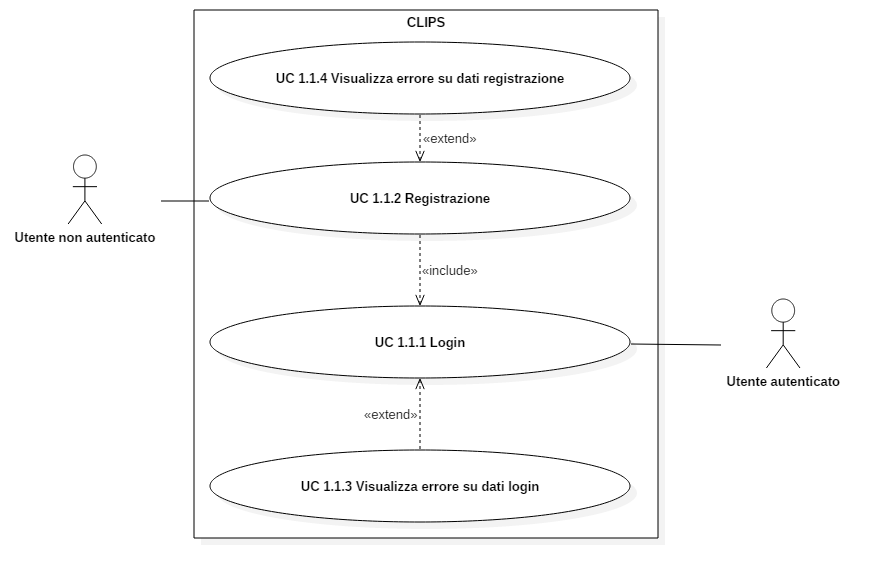 CLIPS
UC 1.1.4 Visualizza errore su dati registrazione
«extend»
UC 1.1.2 Registrazione
Utente non autenticato
«include»
UC 1.1.1 Login
Utente autenticato
«extend»
UC 1.1.3 Visualizza errore su dati login